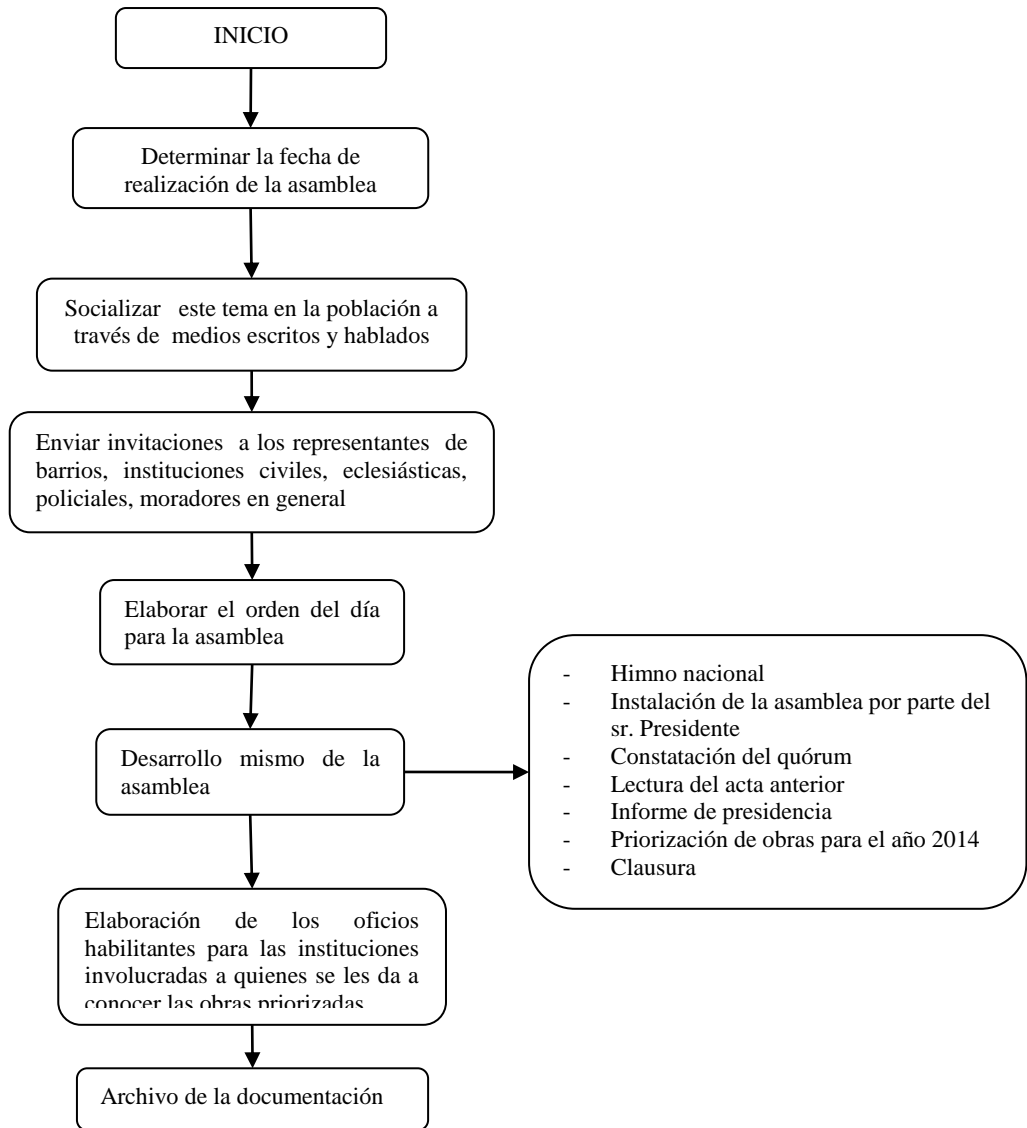 INICIO
Determinar la fecha de
realización de la asamblea
Socializar este tema en la población a
través de medios escritos y hablados
Enviar invitaciones a los representantes de
barrios, instituciones civiles, eclesiásticas,
policiales, moradores en general
Elaborar el orden del día
para la asamblea
Desarrollo mismo de la
asamblea
- Himno nacional
- Instalación de la asamblea por parte del
sr. Presidente
- Constatación del quórum
- Lectura del acta anterior
- Informe de presidencia
- Priorización de obras para el año 2014
- Clausura
Elaboración de los oficios
habilitantes para las instituciones
involucradas a quienes se les da a
conocer las obras priorizadas
Archivo de la documentación